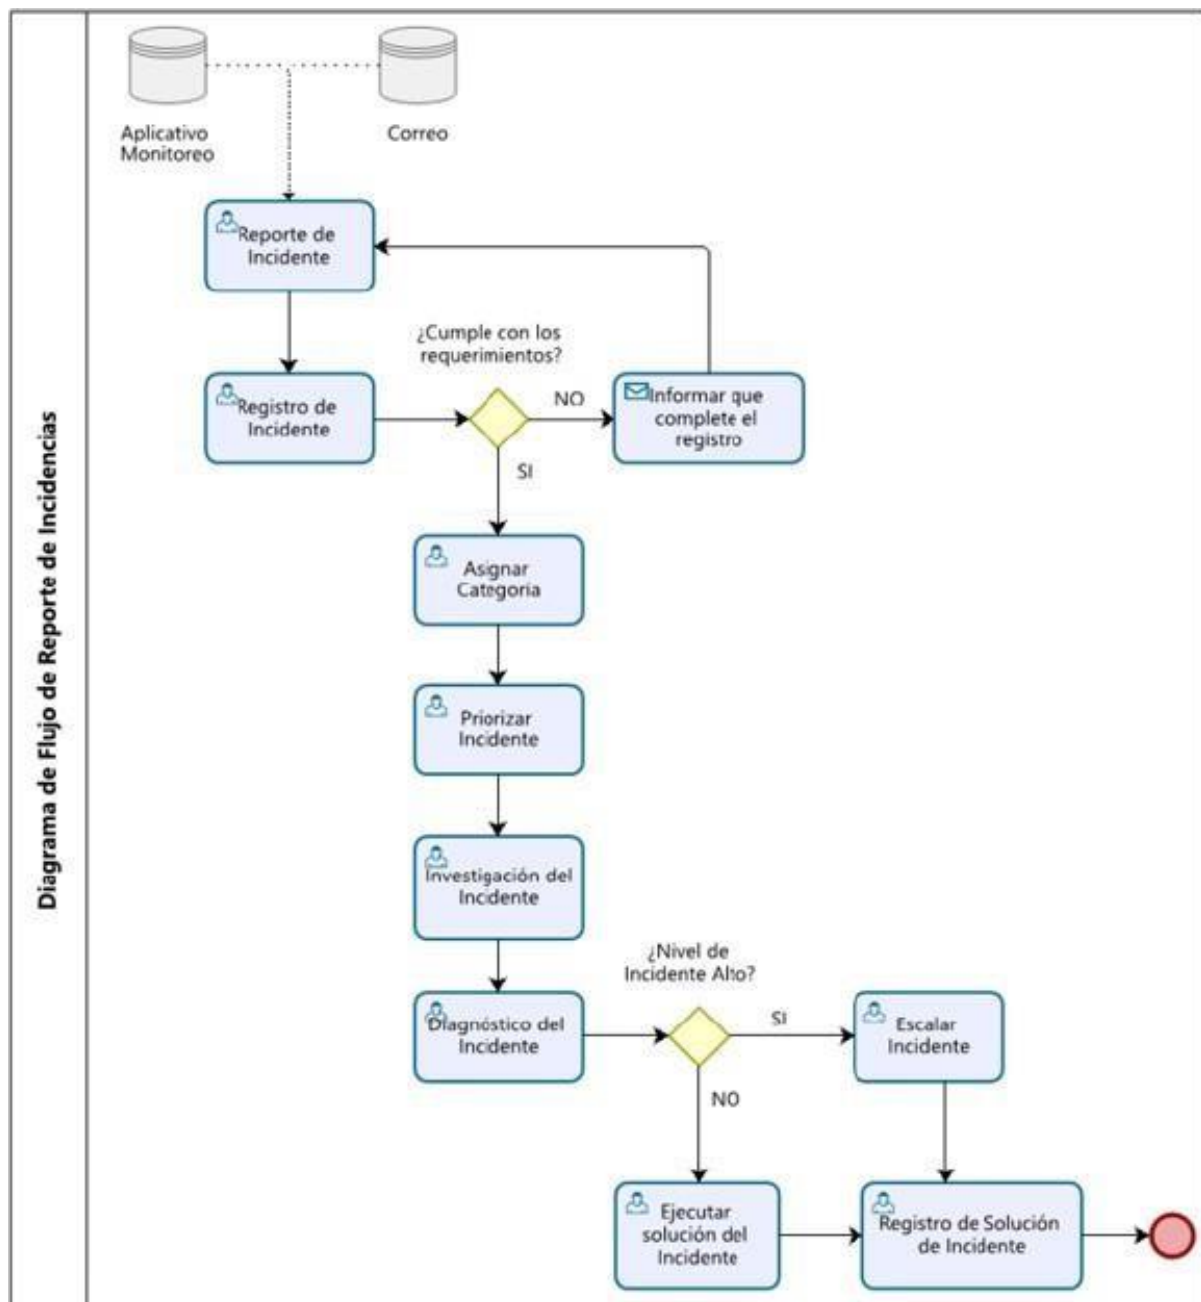 Diagrama de Flujo de Reporte de Incidencias
Aplicativo
Monitoreo
Correo
Reporte de
Incidente
¿Cumple con los
requerimientos?
Registro de
Incidente
NO
Informar que
complete el
registro
SI
Asignar
Categoría
Priorizar
Incidente
Investigación del
Incidente
¿Nivel de
Incidente Alto?
Diagnóstico del
Incidente
SI
Escalar
Incidente
NO
Ejecutar
solución del
Incidente
Registro de Solución
de Incidente